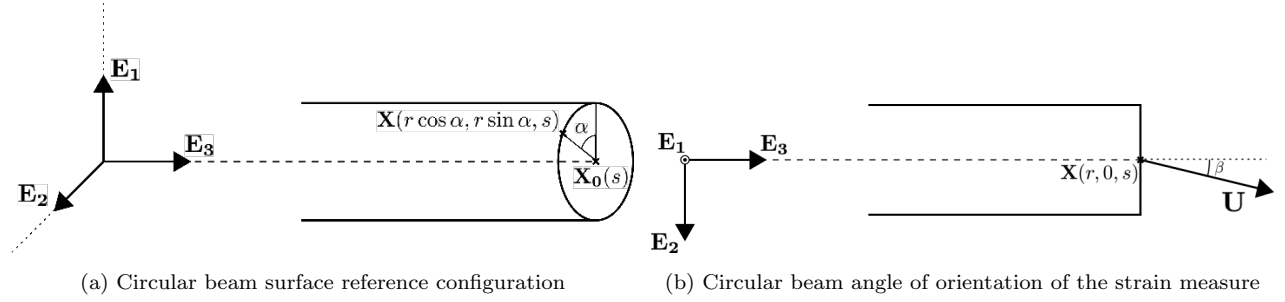 E₁
E₃
E₂
X(r cos α, r sin α, s)
α
X₀(s)
E₁
E₃
E₂
X(r, 0, s)
β
U
(a) Circular beam surface reference configuration
(b) Circular beam angle of orientation of the strain measure